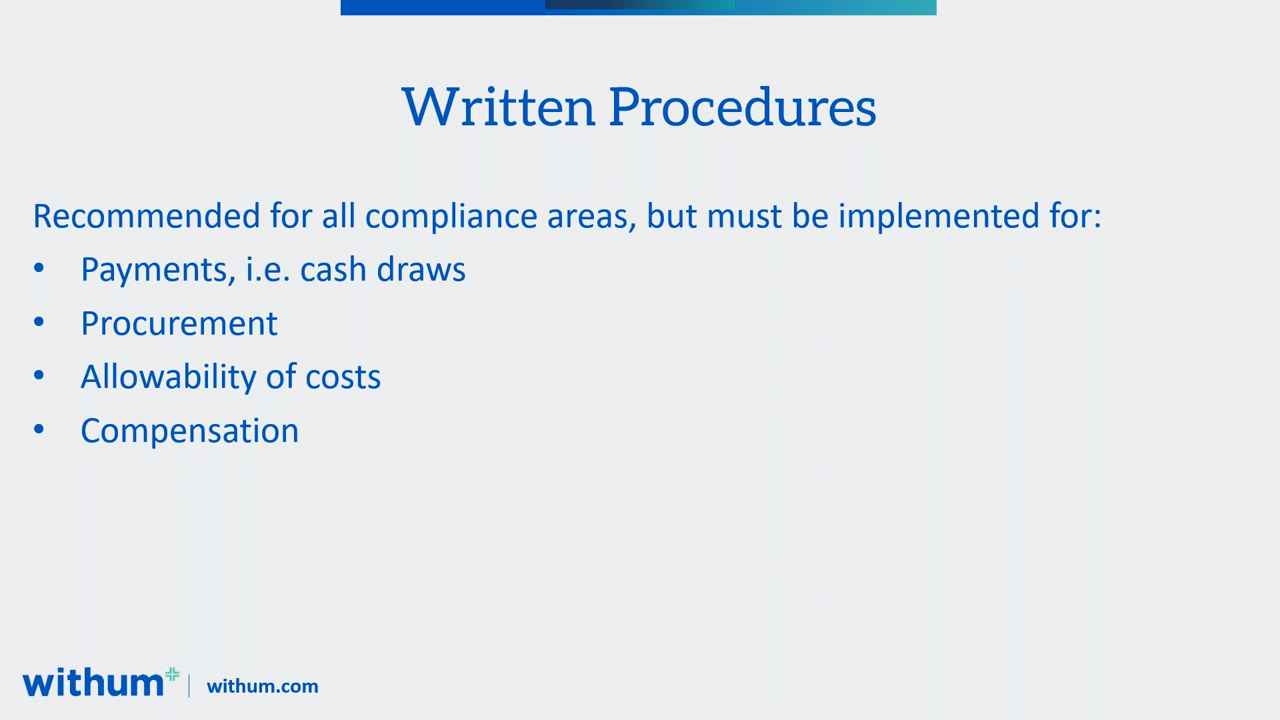 Written Procedures
Recommended for all compliance areas, but must be implemented for:
• Payments, i.e. cash draws
• Procurement
• Allowability of costs
• Compensation
withum+ | withum.com